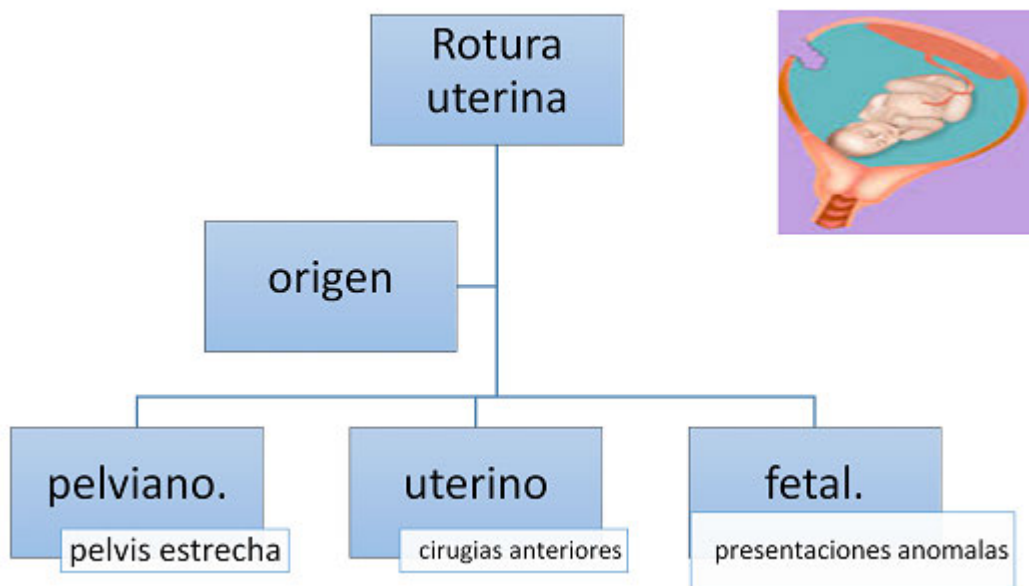 Rotura
uterina
origen
pelviano.
pelvis estrecha
uterino
cirugias anteriores
fetal.
presentaciones anomalas